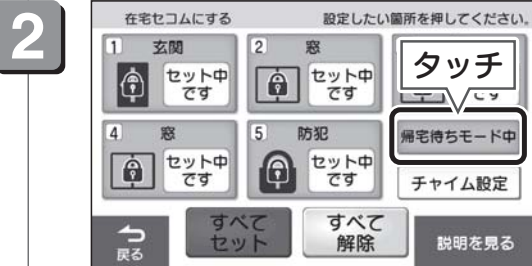 2
在宅セコムにする
設定したい箇所を押してください。
1 玄関
セット中
です
2 窓
セット中
です
タッチ
です
4 窓
セット中
です
5 防犯
セット中
です
帰宅待ちモード中
チャイム設定
戻る
すべて
セット
すべて
解除
説明を見る